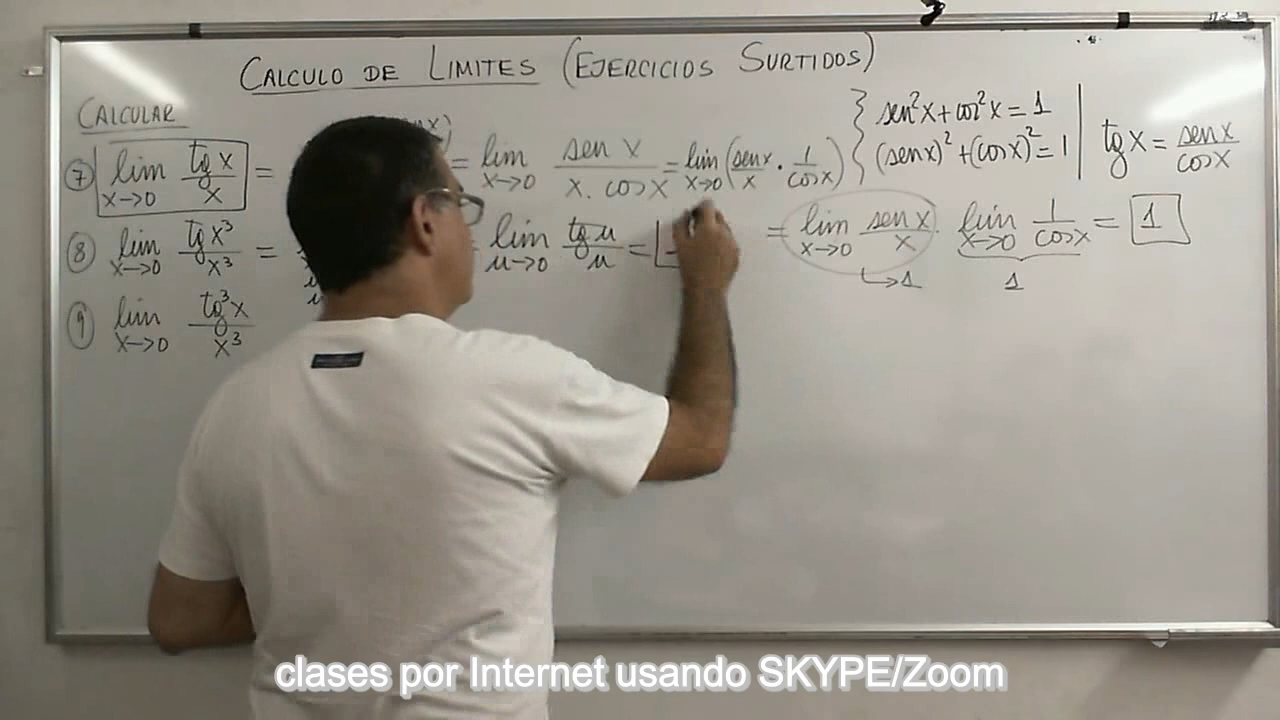 CALCULO DE LIMITES (EJERCICIOS SURTIDOS)
CALCULAR
⑦ lim x→0 tg x / x =
= lim x→0 sen x / x. cos x = lim x→0 (sen x / x · 1 / cos x)
sen²x + cos²x = 1
(sen x)² + (cos x)² = 1
tg x = sen x / cos x
= lim x→0 sen x / x . lim x→0 1 / cos x = 1
↳1
1
⑧ lim x→0 tg x³ / x³ =
lim u→0 tg u / u =
⑨ lim x→0 tg³x / x³
clases por Internet usando SKYPE/Zoom